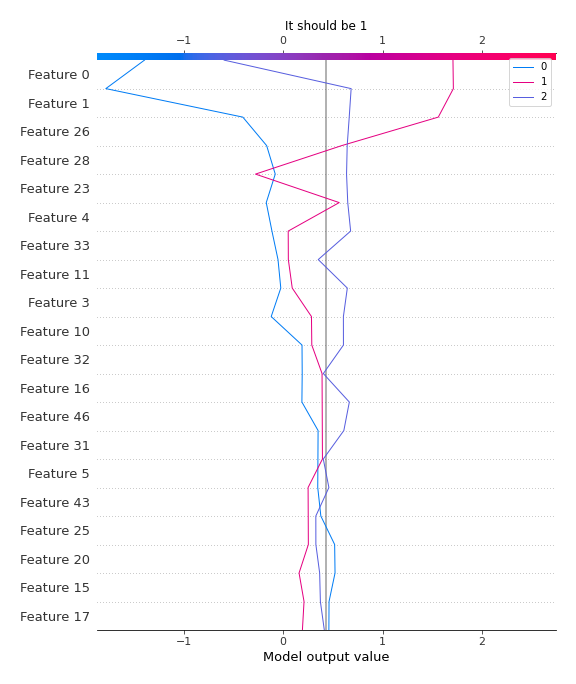 It should be 1
−1 0 1 2
0
1
2
Feature 0
Feature 1
Feature 26
Feature 28
Feature 23
Feature 4
Feature 33
Feature 11
Feature 3
Feature 10
Feature 32
Feature 16
Feature 46
Feature 31
Feature 5
Feature 43
Feature 25
Feature 20
Feature 15
Feature 17
−1 0 1 2
Model output value